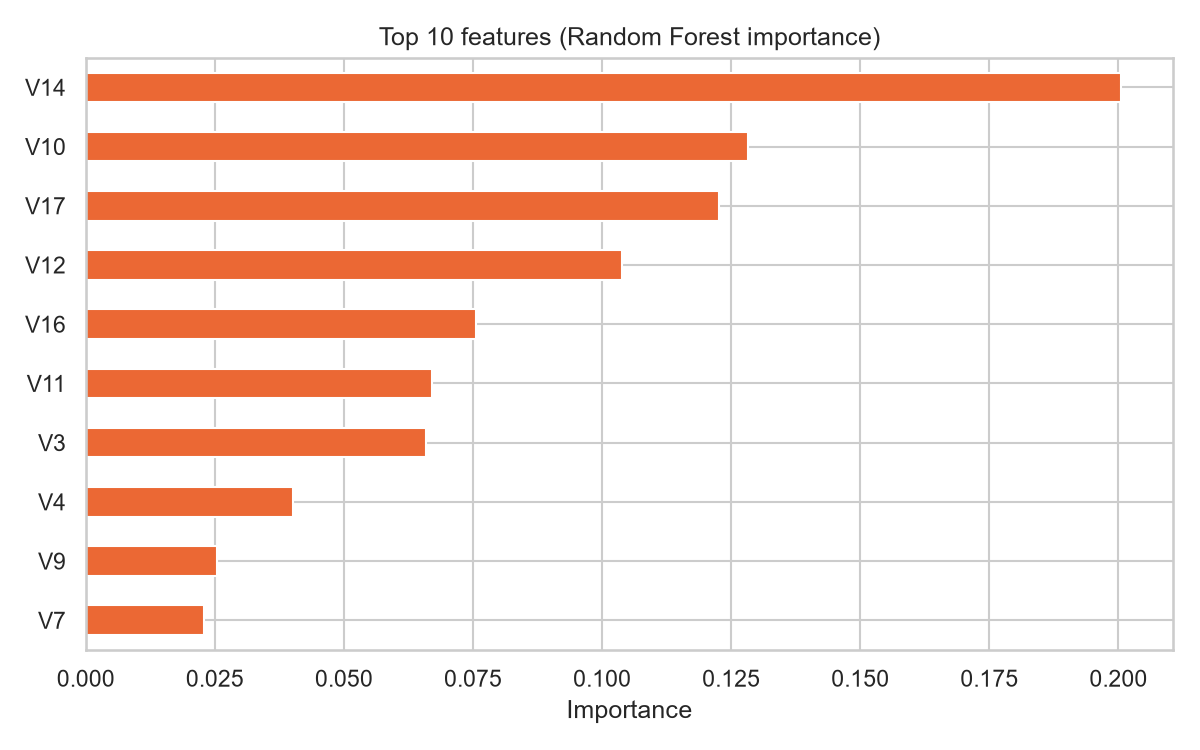 Top 10 features (Random Forest importance)
V14
V10
V17
V12
V16
V11
V3
V4
V9
V7
0.000 0.025 0.050 0.075 0.100 0.125 0.150 0.175 0.200
Importance